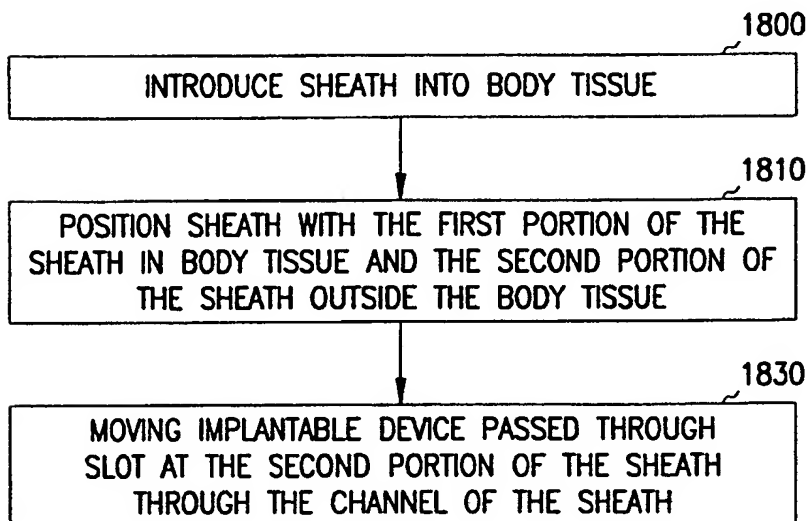 1800
INTRODUCE SHEATH INTO BODY TISSUE
1810
POSITION SHEATH WITH THE FIRST PORTION OF THE
SHEATH IN BODY TISSUE AND THE SECOND PORTION OF
THE SHEATH OUTSIDE THE BODY TISSUE
1830
MOVING IMPLANTABLE DEVICE PASSED THROUGH
SLOT AT THE SECOND PORTION OF THE SHEATH
THROUGH THE CHANNEL OF THE SHEATH